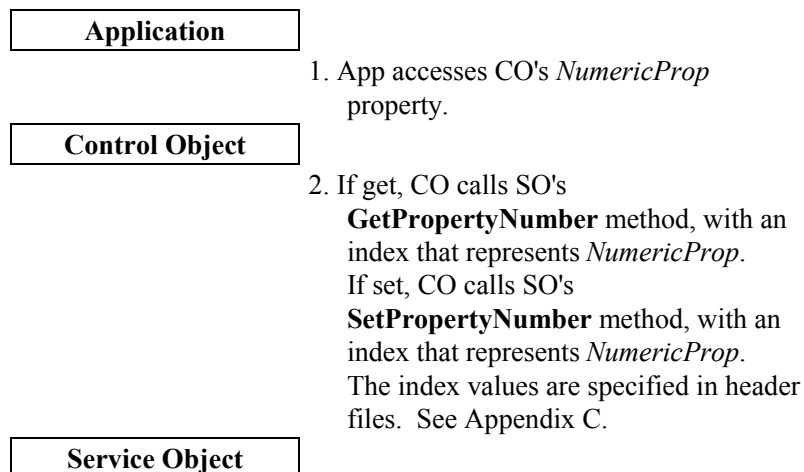 Application
1. App accesses CO's NumericProp
property.
Control Object
2. If get, CO calls SO's
GetPropertyNumber method, with an
index that represents NumericProp.
If set, CO calls SO's
SetPropertyNumber method, with an
index that represents NumericProp.
The index values are specified in header
files.  See Appendix C.
Service Object